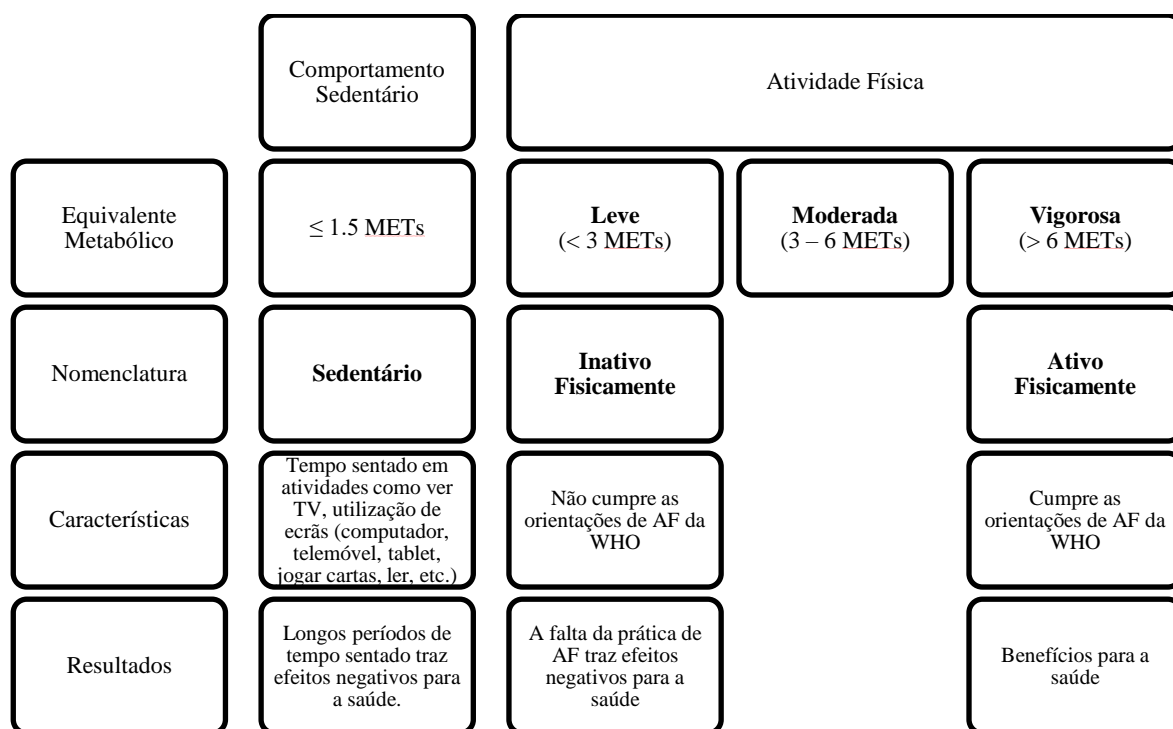 Comportamento
Sedentário
Atividade Física
Equivalente
Metabólico
≤ 1.5 METs
Leve
(< 3 METs)
Moderada
(3 – 6 METs)
Vigorosa
(> 6 METs)
Nomenclatura
Sedentário
Inativo
Fisicamente
Ativo
Fisicamente
Características
Tempo sentado em
atividades como ver
TV, utilização de
ecrãs (computador,
telemóvel, tablet,
jogar cartas, ler, etc.)
Não cumpre as
orientações de AF da
WHO
Cumpre as
orientações de AF da
WHO
Resultados
Longos períodos de
tempo sentado traz
efeitos negativos para
a saúde.
A falta da prática de
AF traz efeitos
negativos para a
saúde
Benefícios para a
saúde